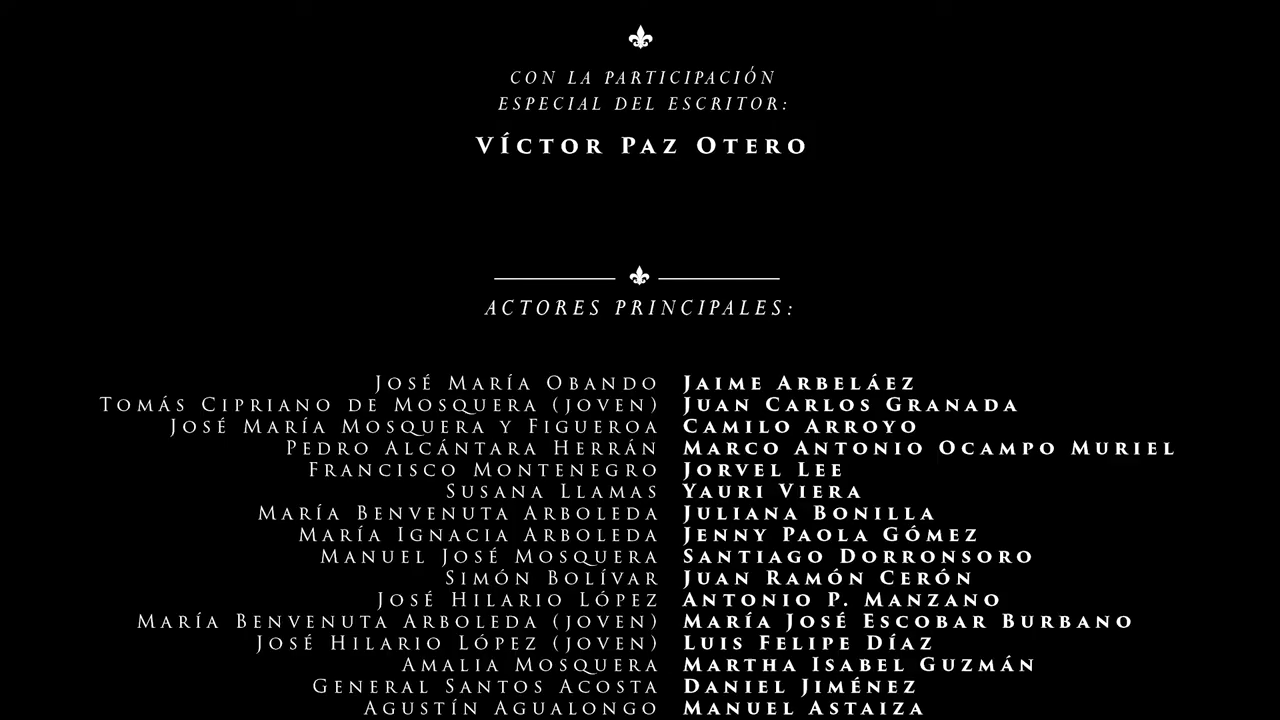 CON LA PARTICIPACIÓN
ESPECIAL DEL ESCRITOR:
VÍCTOR PAZ OTERO
ACTORES PRINCIPALES:
JOSÉ MARÍA OBANDO JAIME ARBELÁEZ
TOMÁS CIPRIANO DE MOSQUERA (JOVEN) JUAN CARLOS GRANADA
JOSÉ MARÍA MOSQUERA Y FIGUEROA CAMILO ARROYO
PEDRO ALCÁNTARA HERRÁN MARCO ANTONIO OCAMPO MURIEL
FRANCISCO MONTENEGRO JORVEL LEE
SUSANA LLAMAS YAURI VIERA
MARÍA BENVENUTA ARBOLEDA JULIANA BONILLA
MARÍA IGNACIA ARBOLEDA JENNY PAOLA GÓMEZ
MANUEL JOSÉ MOSQUERA SANTIAGO DORRONSORO
SIMÓN BOLÍVAR JUAN RAMÓN CERÓN
JOSÉ HILARIO LÓPEZ ANTONIO P. MANZANO
MARÍA BENVENUTA ARBOLEDA (JOVEN) MARÍA JOSÉ ESCOBAR BURBANO
JOSÉ HILARIO LÓPEZ (JOVEN) LUIS FELIPE DÍAZ
AMALIA MOSQUERA MARTHA ISABEL GUZMÁN
GENERAL SANTOS ACOSTA DANIEL JIMÉNEZ
AGUSTÍN AGUALONGO MANUEL ASTAIZA